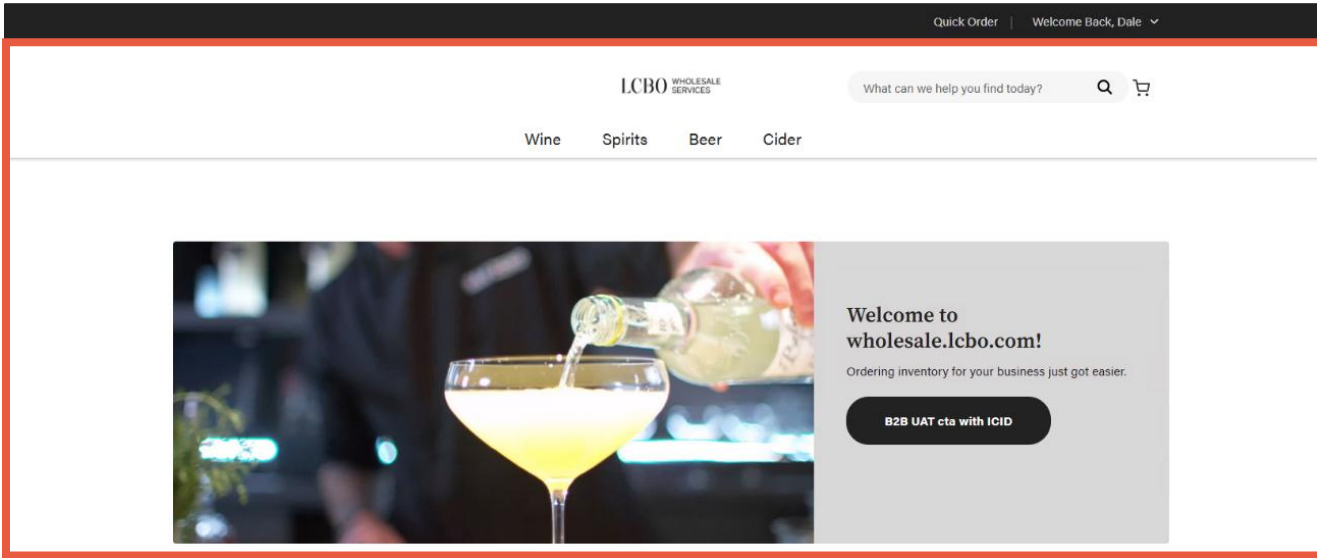 Quick Order | Welcome Back, Dale
LCBO WHOLESALE SERVICES
What can we help you find today?
Wine Spirits Beer Cider
Welcome to
wholesale.lcbo.com!
Ordering inventory for your business just got easier.
B2B UAT cta with ICID